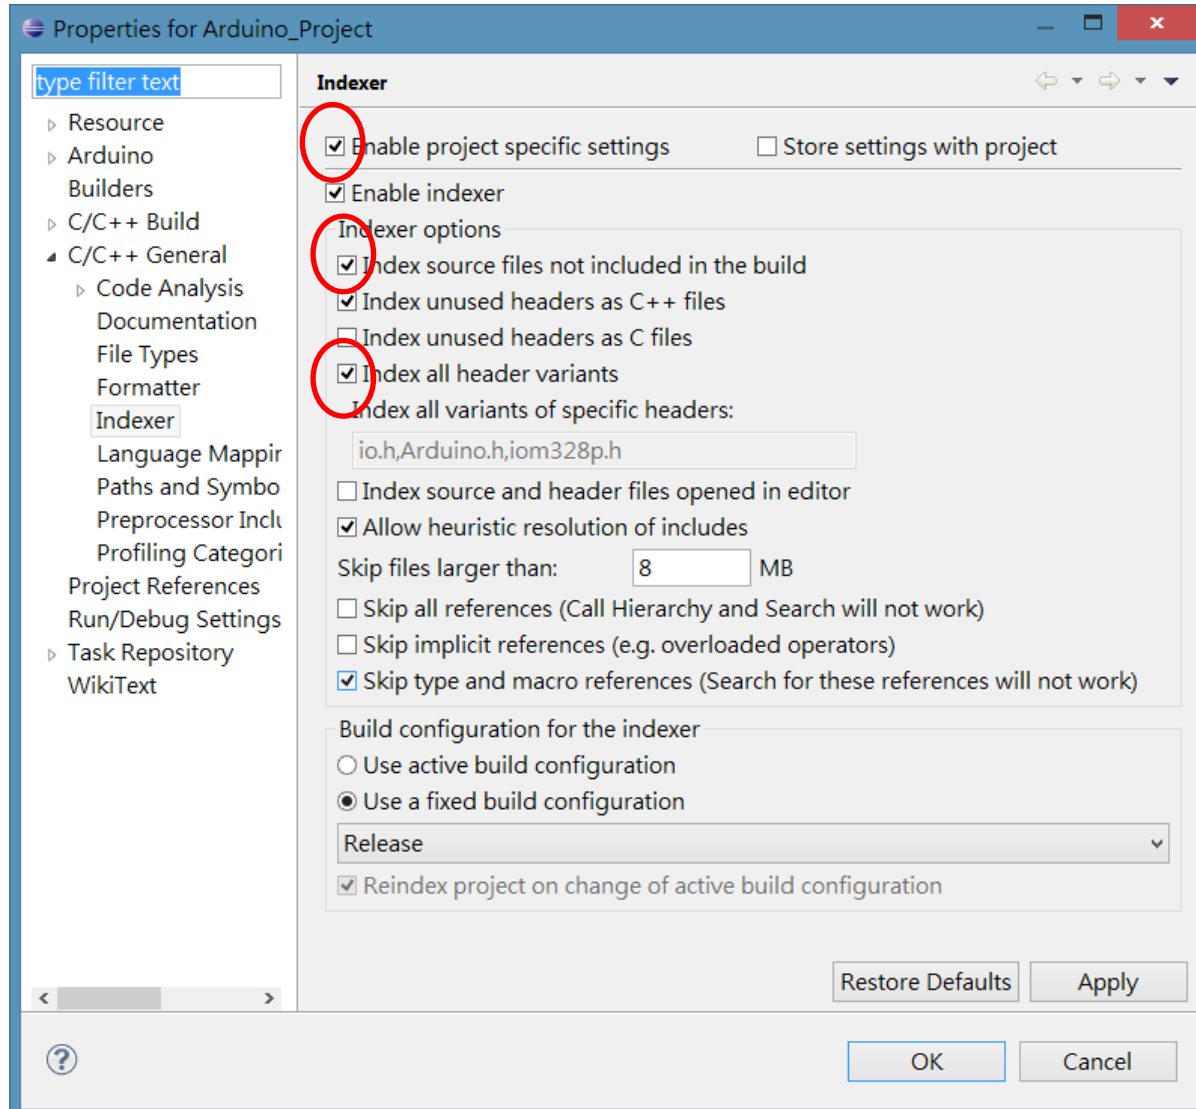 Properties for Arduino_Project
type filter text
Resource
Arduino
Builders
C/C++ Build
C/C++ General
Code Analysis
Documentation
File Types
Formatter
Indexer
Language Mappin
Paths and Symbo
Preprocessor Inclu
Profiling Categori
Project References
Run/Debug Settings
Task Repository
WikiText
Indexer
Enable project specific settings
Store settings with project
Enable indexer
Indexer options
Index source files not included in the build
Index unused headers as C++ files
Index unused headers as C files
Index all header variants
Index all variants of specific headers:
io.h,Arduino.h,iom328p.h
Index source and header files opened in editor
Allow heuristic resolution of includes
Skip files larger than: 8 MB
Skip all references (Call Hierarchy and Search will not work)
Skip implicit references (e.g. overloaded operators)
Skip type and macro references (Search for these references will not work)
Build configuration for the indexer
Use active build configuration
Use a fixed build configuration
Release
Reindex project on change of active build configuration
Restore Defaults
Apply
OK
Cancel